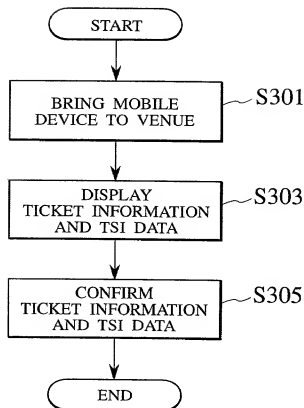 START
BRING MOBILE
DEVICE TO VENUE
S301
DISPLAY
TICKET INFORMATION
AND TSI DATA
S303
CONFIRM
TICKET INFORMATION
AND TSI DATA
S305
END